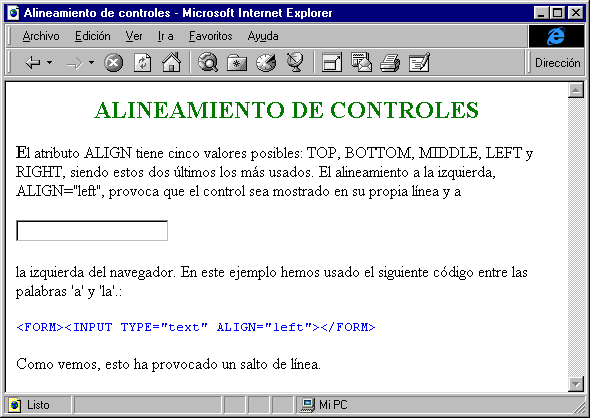 Alineamiento de controles - Microsoft Internet Explorer
Archivo Edición Ver Ir a Favoritos Ayuda
Dirección
ALINEAMIENTO DE CONTROLES
El atributo ALIGN tiene cinco valores posibles: TOP, BOTTOM, MIDDLE, LEFT y
RIGHT, siendo estos dos últimos los más usados. El alineamiento a la izquierda,
ALIGN="left", provoca que el control sea mostrado en su propia línea y a
la izquierda del navegador. En este ejemplo hemos usado el siguiente código entre las
palabras 'a' y 'la'.:
<FORM><INPUT TYPE="text" ALIGN="left"></FORM>
Como vemos, esto ha provocado un salto de línea.
Listo
Mi PC